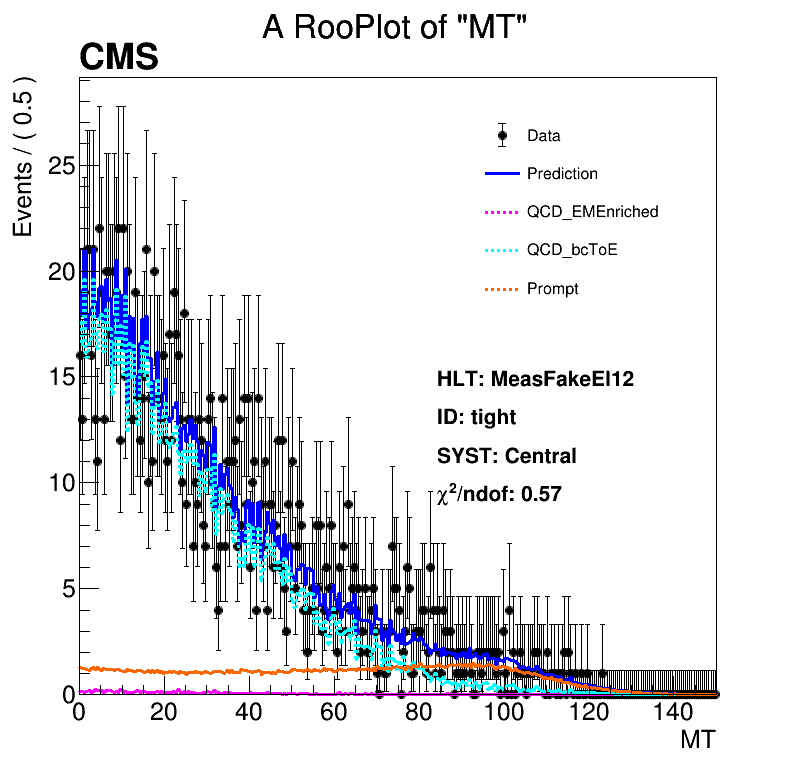 A RooPlot of "MT"
CMS
Events / ( 0.5 )
25
20
15
10
5
0
Data
Prediction
QCD_EMEnriched
QCD_bcToE
Prompt
HLT: MeasFakeEl12
ID: tight
SYST: Central
χ²/ndof: 0.57
0 20 40 60 80 100 120 140
MT